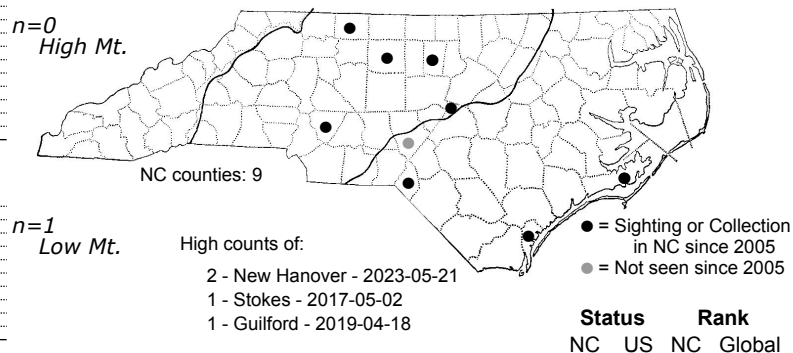 n=0
High Mt.
NC counties: 9
n=1
Low Mt.
High counts of:
2 - New Hanover - 2023-05-21
1 - Stokes - 2017-05-02
1 - Guilford - 2019-04-18
● = Sighting or Collection
in NC since 2005
● = Not seen since 2005
Status Rank
NC US NC Global